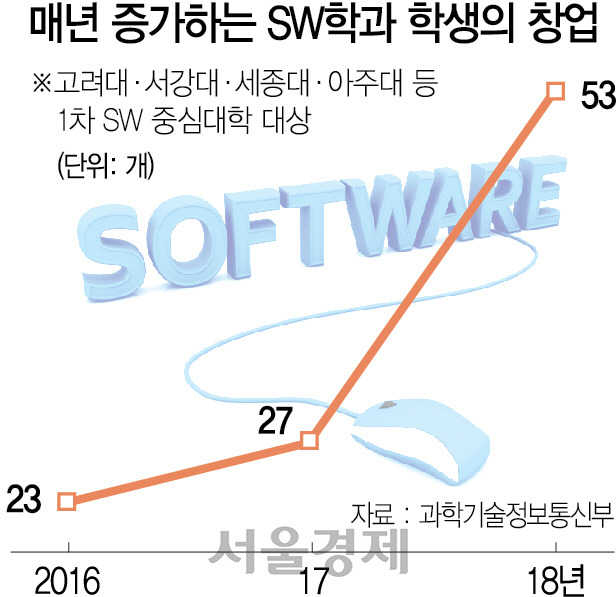 매년 증가하는 SW학과 학생의 창업
※고려대·서강대·세종대·아주대 등
1차 SW 중심대학 대상
(단위: 개)
53
SOFTWARE
27
23
자료 : 과학기술정보통신부
서울경제
2016 17 18년